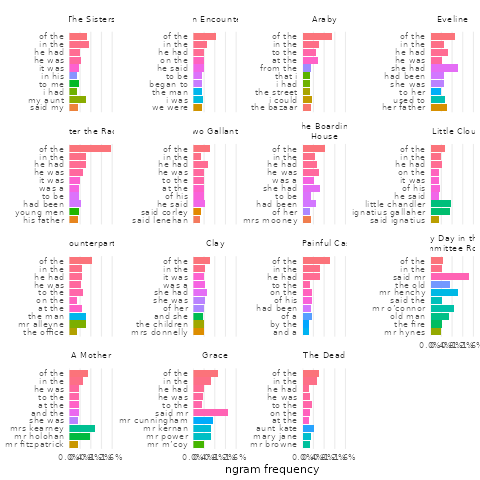 The Sisters
of the
in the
he had
he was
it was
in his
to me
i had
my aunt
said my
n Encounte
of the
in the
he had
on the
he said
to be
began to
the man
i was
we were
Araby
of the
in the
to the
at the
from the
that i
i had
the street
i could
the bazaar
Eveline
of the
in the
he had
he was
she had
had been
she was
to her
used to
her father
ter the Rac
of the
in the
he had
he was
it was
was a
to be
had been
young men
his father
wo Gallant
of the
in the
he had
he was
to the
at the
of his
he said
said corley
said lenehan
he Boardin
House
of the
in the
he had
he was
was a
she had
to be
had been
of her
mrs mooney
Little Clou
of the
in the
he had
on the
it was
of his
he said
little chandler
ignatius gallaher
said ignatius
ounterpart
of the
in the
he had
he was
to the
on the
at the
the man
mr alleyne
the office
Clay
of the
in the
it was
was a
she had
she was
of her
and she
the children
mrs donnelly
Painful Ca
of the
in the
he had
to the
on the
of his
had been
of a
by the
and a
y Day in th
mmittee Ro
of the
in the
said mr
the old
mr henchy
said the
mr o'connor
old man
the fire
mr hynes
A Mother
of the
in the
he was
to the
at the
and the
she was
mrs kearney
mr holohan
mr fitzpatrick
Grace
of the
in the
he had
he was
to the
said mr
mr cunningham
mr kernan
mr power
mr m'coy
The Dead
of the
in the
he had
he was
to the
on the
at the
aunt kate
mary jane
mr browne
ngram frequency